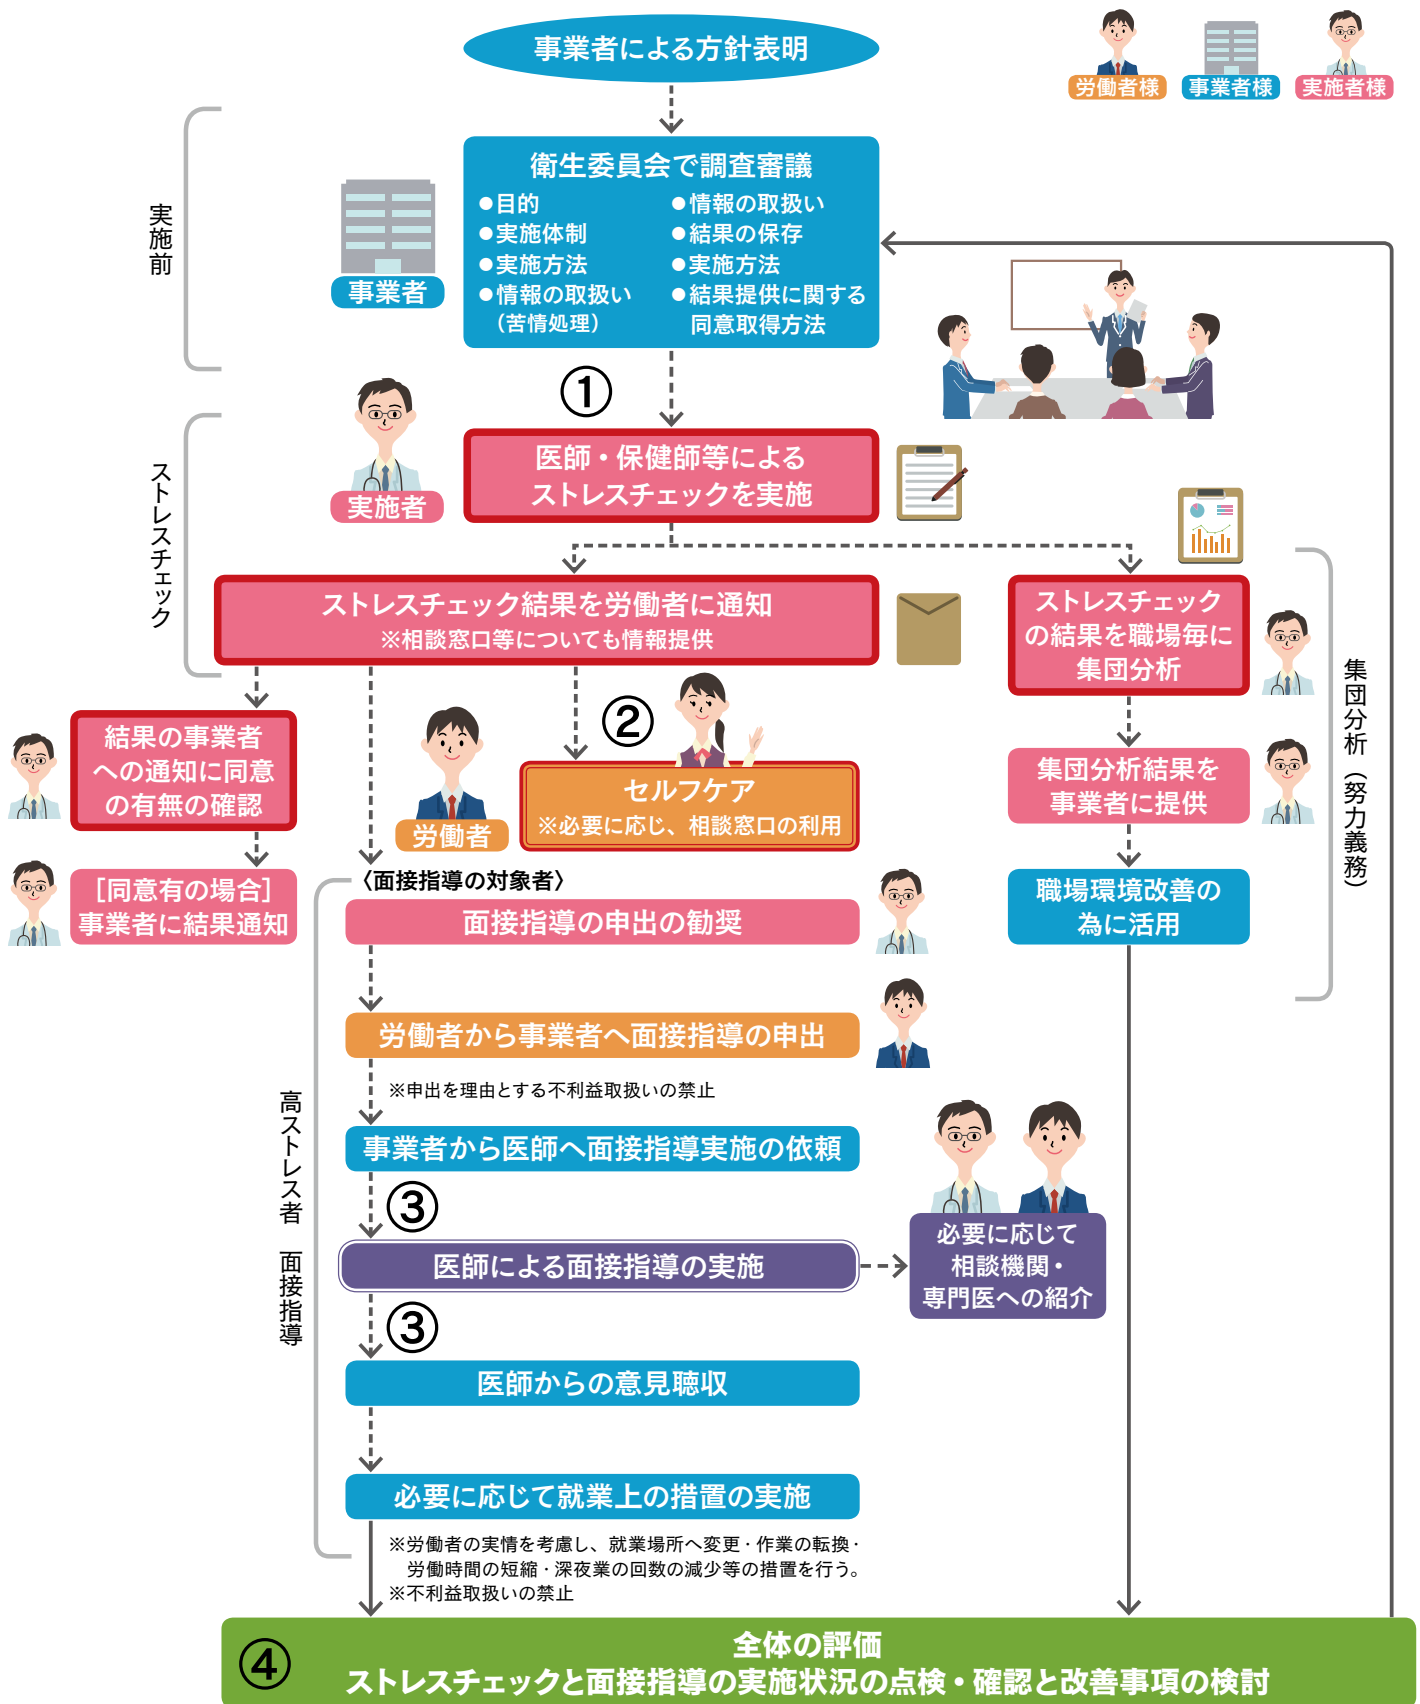 事業者による方針表明
労働者様
事業者様
実施者様
実施前
衛生委員会で調査審議
●目的
●実施体制
●実施方法
●情報の取扱い
（苦情処理）
●情報の取扱い
●結果の保存
●実施方法
●結果提供に関する
同意取得方法
事業者
①
ストレスチェック
実施者
医師・保健師等による
ストレスチェックを実施
ストレスチェック結果を労働者に通知
※相談窓口等についても情報提供
ストレスチェック
の結果を職場毎に
集団分析
集団分析（努力義務）
結果の事業者
への通知に同意
の有無の確認
②
労働者
セルフケア
※必要に応じ、相談窓口の利用
集団分析結果を
事業者に提供
［同意有の場合］
事業者に結果通知
〈面接指導の対象者〉
面接指導の申出の勧奨
職場環境改善の
為に活用
高ストレス者　面接指導
労働者から事業者へ面接指導の申出
※申出を理由とする不利益取扱いの禁止
事業者から医師へ面接指導実施の依頼
③
医師による面接指導の実施
必要に応じて
相談機関・
専門医への紹介
③
医師からの意見聴収
必要に応じて就業上の措置の実施
※労働者の実情を考慮し、就業場所へ変更・作業の転換・
労働時間の短縮・深夜業の回数の減少等の措置を行う。
※不利益取扱いの禁止
④
全体の評価
ストレスチェックと面接指導の実施状況の点検・確認と改善事項の検討